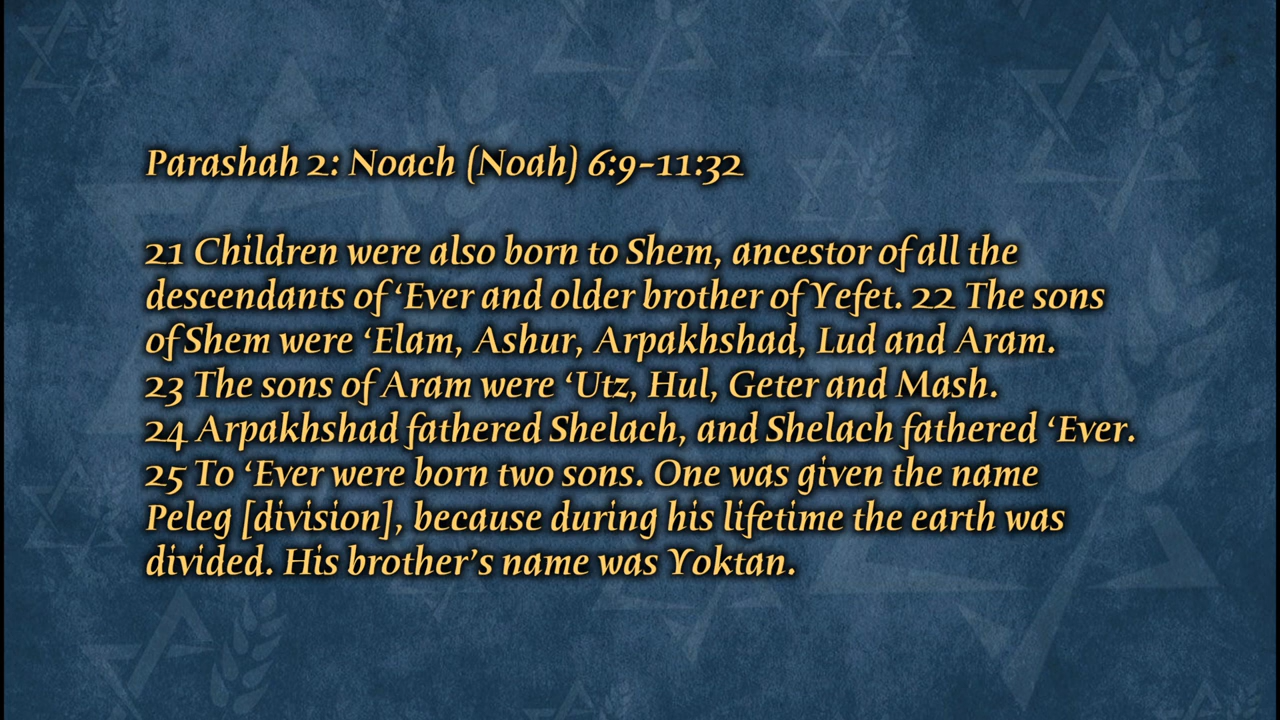 Parashah 2: Noach (Noah) 6:9-11:32
21 Children were also born to Shem, ancestor of all the
descendants of ‘Ever and older brother of Yefet. 22 The sons
of Shem were ‘Elam, Ashur, Arpakhshad, Lud and Aram.
23 The sons of Aram were ‘Utz, Hul, Geter and Mash.
24 Arpakhshad fathered Shelach, and Shelach fathered ‘Ever.
25 To ‘Ever were born two sons. One was given the name
Peleg [division], because during his lifetime the earth was
divided. His brother’s name was Yoktan.